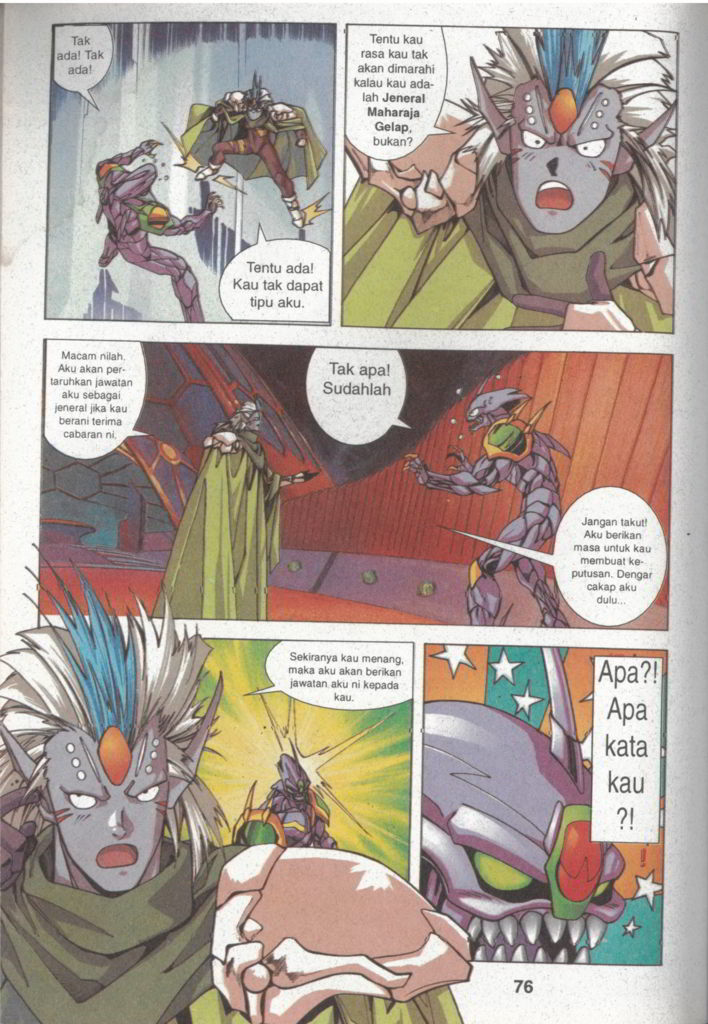 Tak
ada! Tak
ada!
Tentu ada!
Kau tak dapat
tipu aku.
Tentu kau
rasa kau tak
akan dimarahi
kalau kau ada-
lah Jeneral
Maharaja
Gelap,
bukan?
Macam nilah.
Aku akan per-
taruhkan jawatan
aku sebagai
jeneral jika kau
berani terima
cabaran ni.
Tak apa!
Sudahlah
Jangan takut!
Aku berikan
masa untuk kau
membuat ke-
putusan. Dengar
cakap aku
dulu...
Sekiranya kau menang,
maka aku akan berikan
jawatan aku ni kepada
kau.
Apa?!
Apa
kata
kau
?!
76